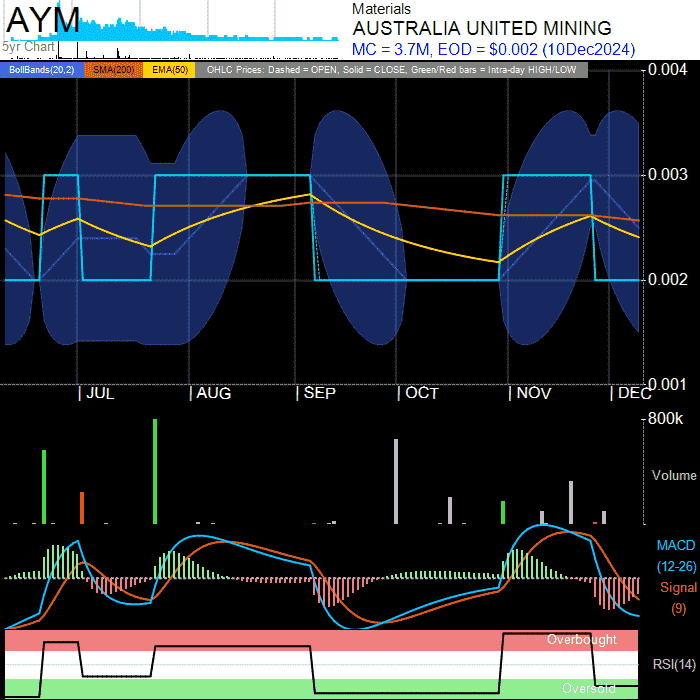 AYM
5yr Chart
Materials
AUSTRALIA UNITED MINING
MC = 3.7M, EOD = $0.002 (10Dec2024)
BollBands(20,2) SMA(200) EMA(50) OHLC Prices: Dashed = OPEN, Solid = CLOSE, Green/Red bars = Intra-day HIGH/LOW
0.004
0.003
0.002
0.001
| JUL | AUG | SEP | OCT | NOV | DEC
800k
Volume
MACD
(12-26)
Signal
(9)
Overbought
RSI(14)
Oversold